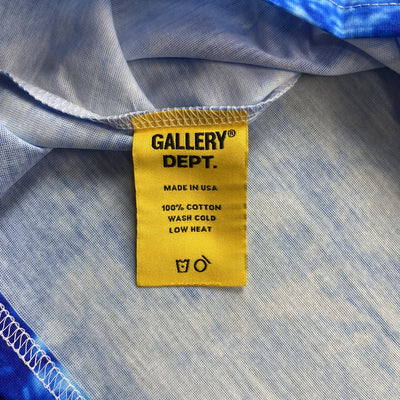 GALLERY®
DEPT.
MADE IN USA
100% COTTON
WASH COLD
LOW HEAT